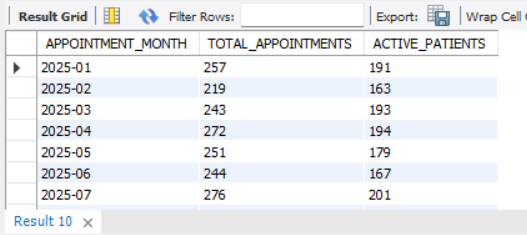 Result Grid Filter Rows: Export: Wrap Cell C
APPOINTMENT_MONTH TOTAL_APPOINTMENTS ACTIVE_PATIENTS
2025-01 257 191
2025-02 219 163
2025-03 243 193
2025-04 272 194
2025-05 251 179
2025-06 244 167
2025-07 276 201
Result 10 ×